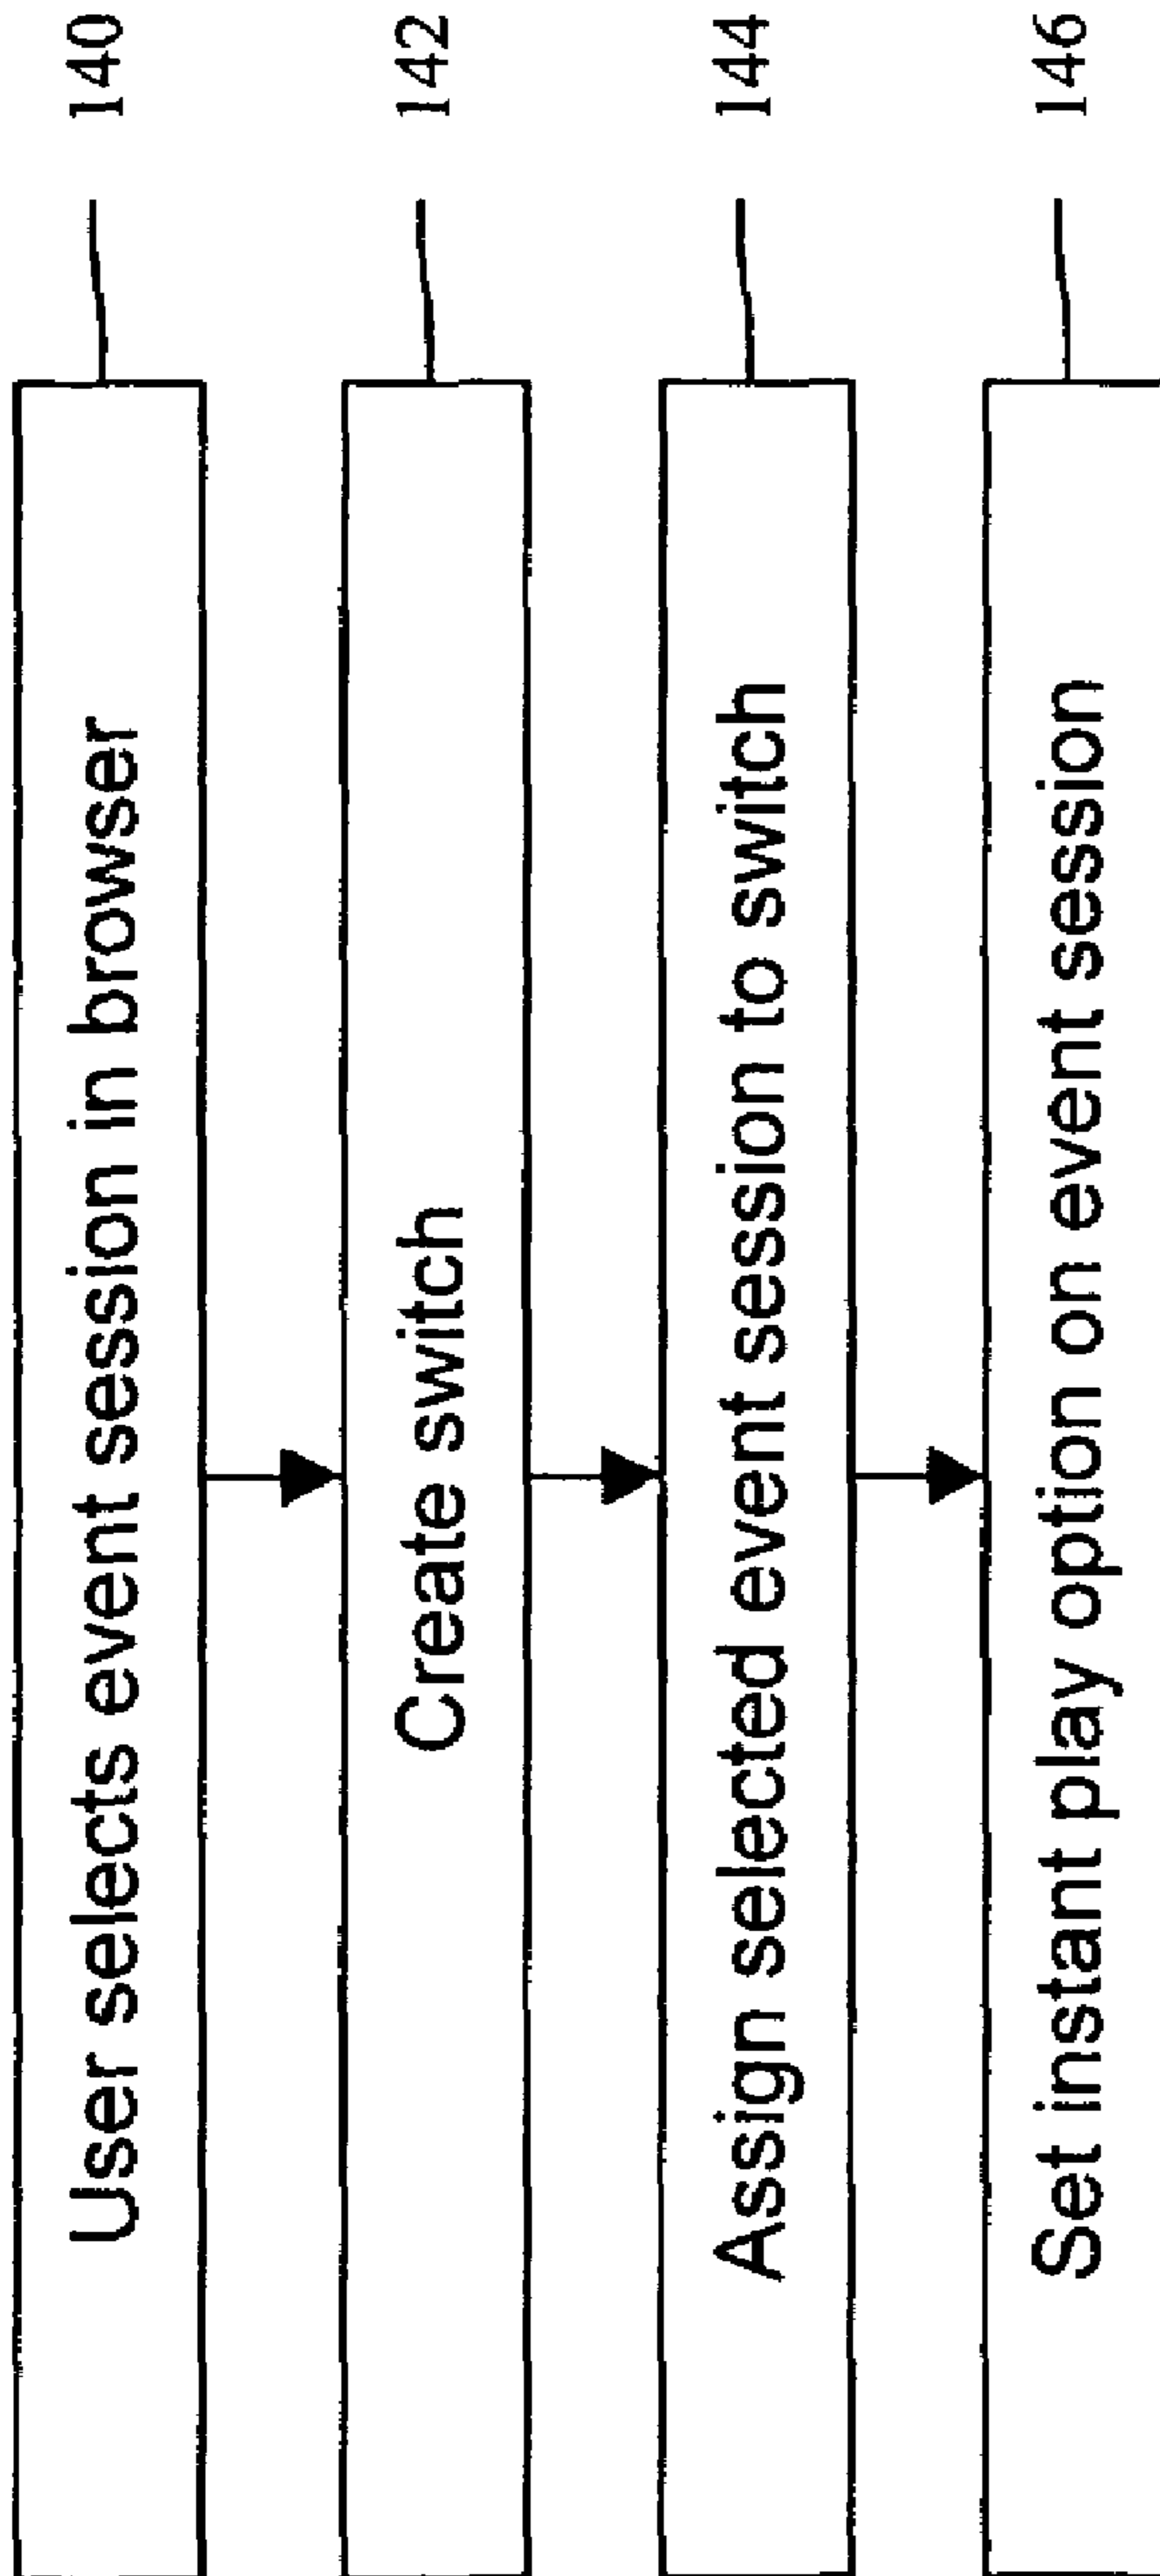 User selects event session in browser
140
Create switch
142
Assign selected event session to switch
144
Set instant play option on event session
146